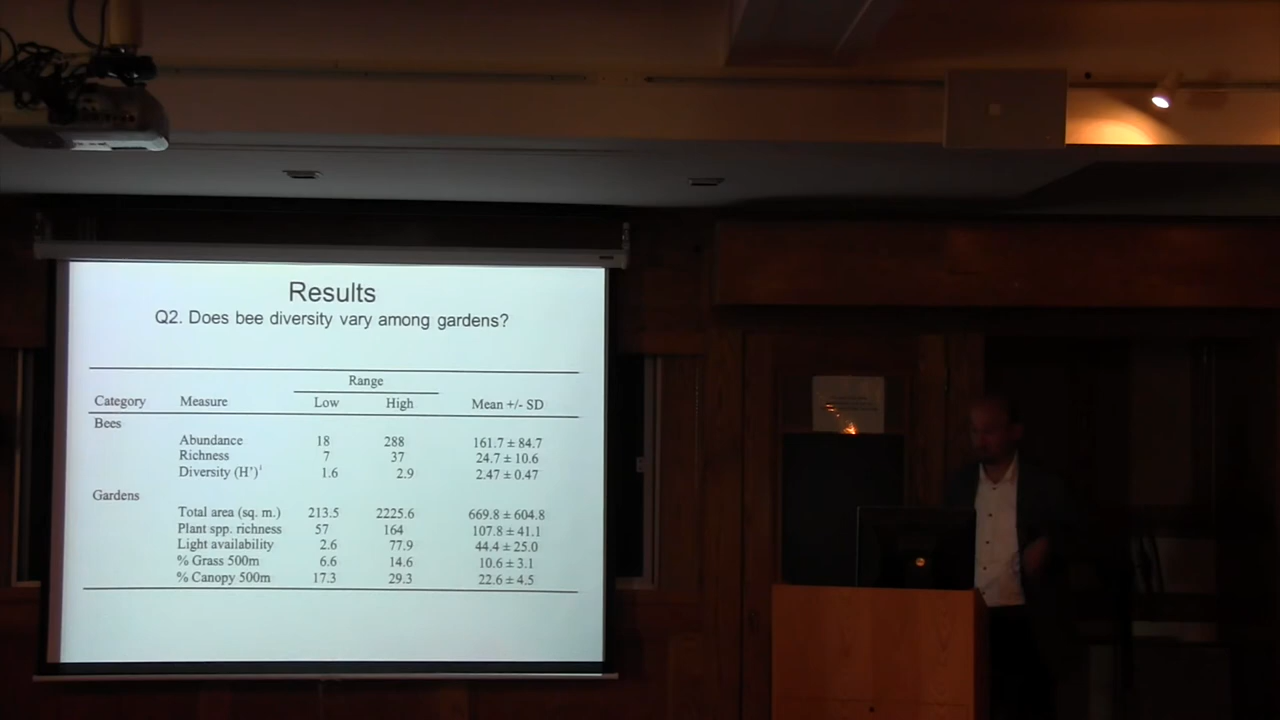 Results
Q2. Does bee diversity vary among gardens?
Range
Category Measure Low High Mean +/- SD
Bees
Abundance 18 288 161.7 ± 84.7
Richness 7 37 24.7 ± 10.6
Diversity (H')¹ 1.6 2.9 2.47 ± 0.47
Gardens
Total area (sq. m.) 213.5 2225.6 669.8 ± 604.8
Plant spp. richness 57 164 107.8 ± 41.1
Light availability 2.6 77.9 44.4 ± 25.0
% Grass 500m 6.6 14.6 10.6 ± 3.1
% Canopy 500m 17.3 29.3 22.6 ± 4.5